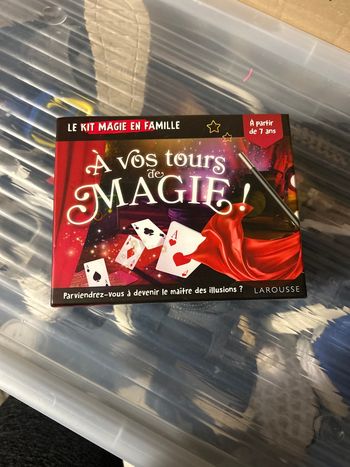 LE KIT MAGIE EN FAMILLE
À partir
de 7 ans
À vos tours
de
MAGIE !
Parviendrez-vous à devenir le maître des illusions ?
LAROUSSE